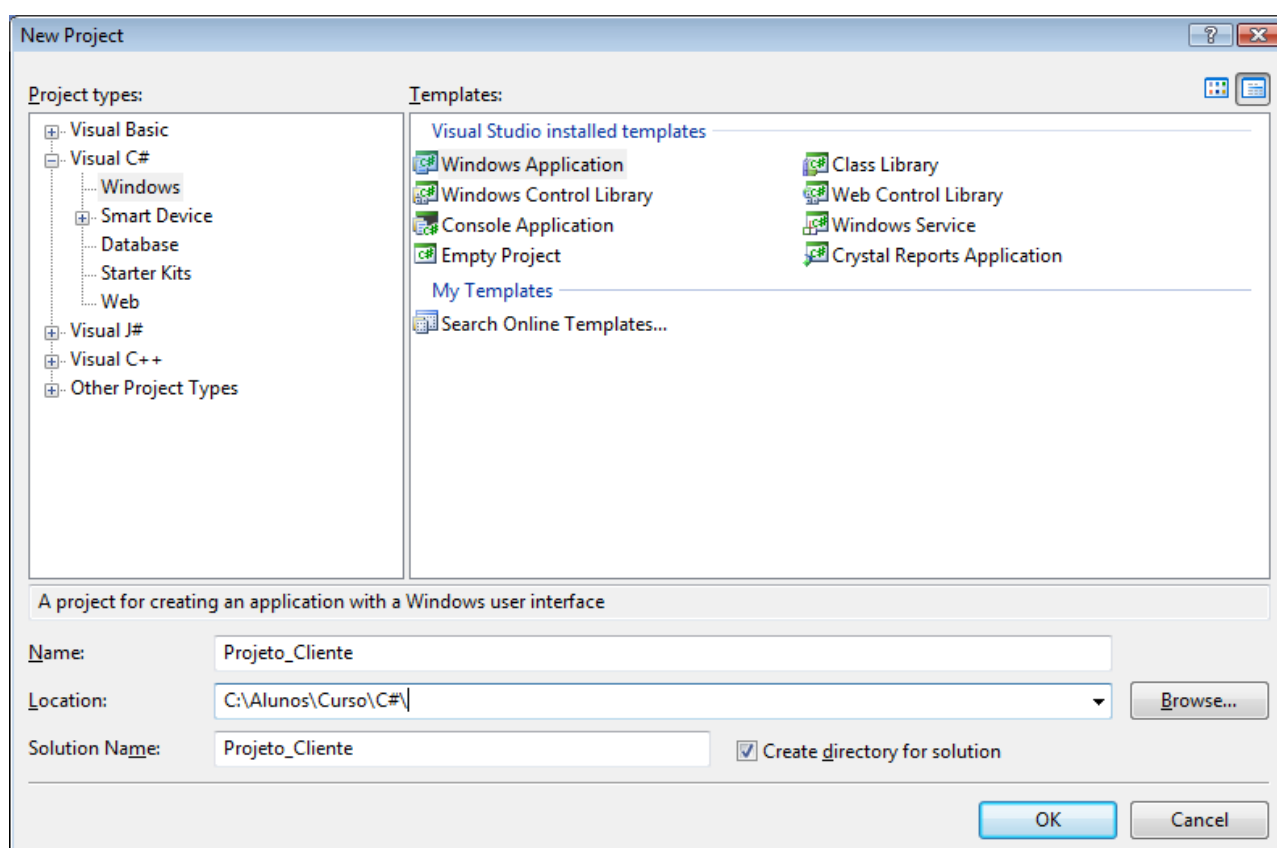 New Project
Project types:
Templates:
Visual Basic
Visual C#
Windows
Smart Device
Database
Starter Kits
Web
Visual J#
Visual C++
Other Project Types
Visual Studio installed templates
Windows Application
Class Library
Windows Control Library
Web Control Library
Console Application
Windows Service
Empty Project
Crystal Reports Application
My Templates
Search Online Templates...
A project for creating an application with a Windows user interface
Name: Projeto_Cliente
Location: C:\Alunos\Curso\C#\ Browse...
Solution Name: Projeto_Cliente Create directory for solution
OK Cancel